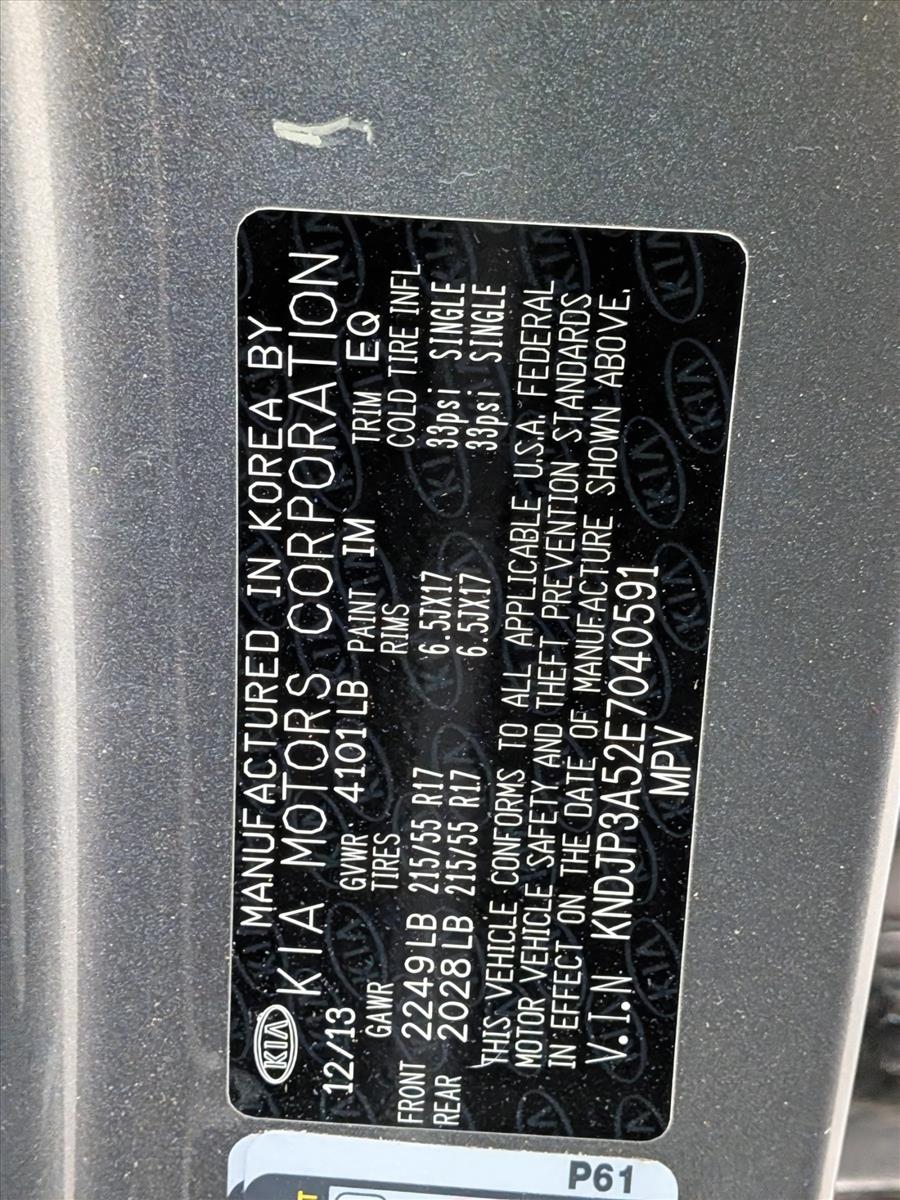 KIA
MANUFACTURED IN KOREA BY
KIA MOTORS CORPORATION
12/13 GVWR 4101LB PAINT IM TRIM EQ
GAWR TIRES RIMS COLD TIRE INFL
FRONT 2249LB 215/55 R17 6.5JX17 33psi SINGLE
REAR 2028LB 215/55 R17 6.5JX17 33psi SINGLE
THIS VEHICLE CONFORMS TO ALL APPLICABLE U.S.A. FEDERAL
MOTOR VEHICLE SAFETY AND THEFT PREVENTION STANDARDS
IN EFFECT ON THE DATE OF MANUFACTURE SHOWN ABOVE.
V.I.N KNDJP3A52E7040591
MPV
P61